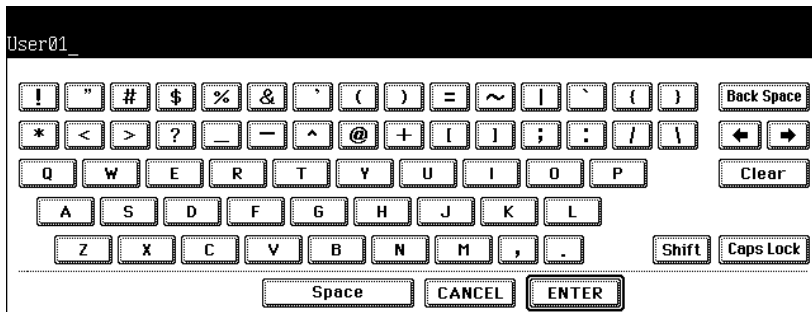 User01_
! " # $ % & ' ( ) = ~ | ` { } Back Space
* < > ? _ - ^ @ + [ ] ; : / \ ← →
Q W E R T Y U I O P Clear
A S D F G H J K L
Z X C V B N M , . Shift Caps Lock
Space CANCEL ENTER